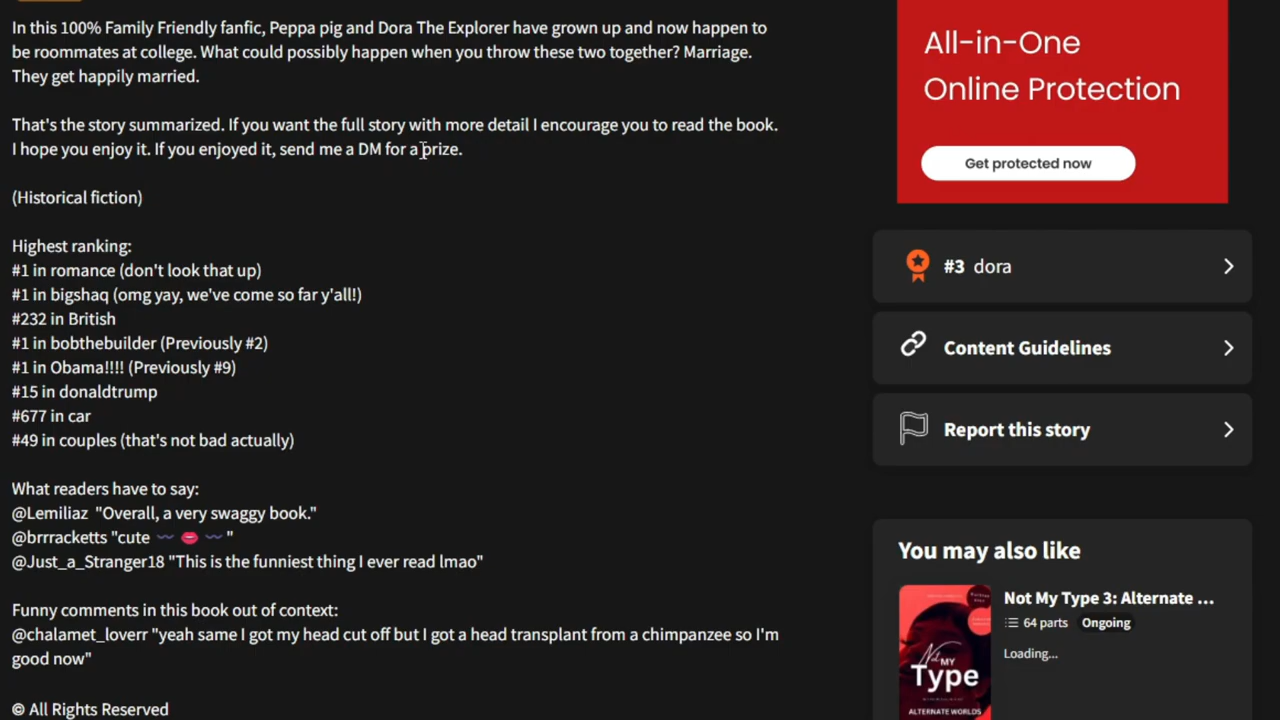 In this 100% Family Friendly fanfic, Peppa pig and Dora The Explorer have grown up and now happen to
be roommates at college. What could possibly happen when you throw these two together? Marriage.
They get happily married.
That's the story summarized. If you want the full story with more detail I encourage you to read the book.
I hope you enjoy it. If you enjoyed it, send me a DM for a prize.
(Historical fiction)
Highest ranking:
#1 in romance (don't look that up)
#1 in bigshaq (omg yay, we've come so far y'all!)
#232 in British
#1 in bobthebuilder (Previously #2)
#1 in Obama!!!! (Previously #9)
#15 in donaldtrump
#677 in car
#49 in couples (that's not bad actually)
What readers have to say:
@Lemiliaz "Overall, a very swaggy book."
@brrracketts "cute 〰️ 🫦 〰️ "
@Just_a_Stranger18 "This is the funniest thing I ever read lmao"
Funny comments in this book out of context:
@chalamet_loverr "yeah same I got my head cut off but I got a head transplant from a chimpanzee so I'm
good now"
© All Rights Reserved
All-in-One
Online Protection
Get protected now
#3 dora
Content Guidelines
Report this story
You may also like
Not My Type 3: Alternate ...
64 parts Ongoing
Loading...
Not MY
Type
ALTERNATE WORLDS